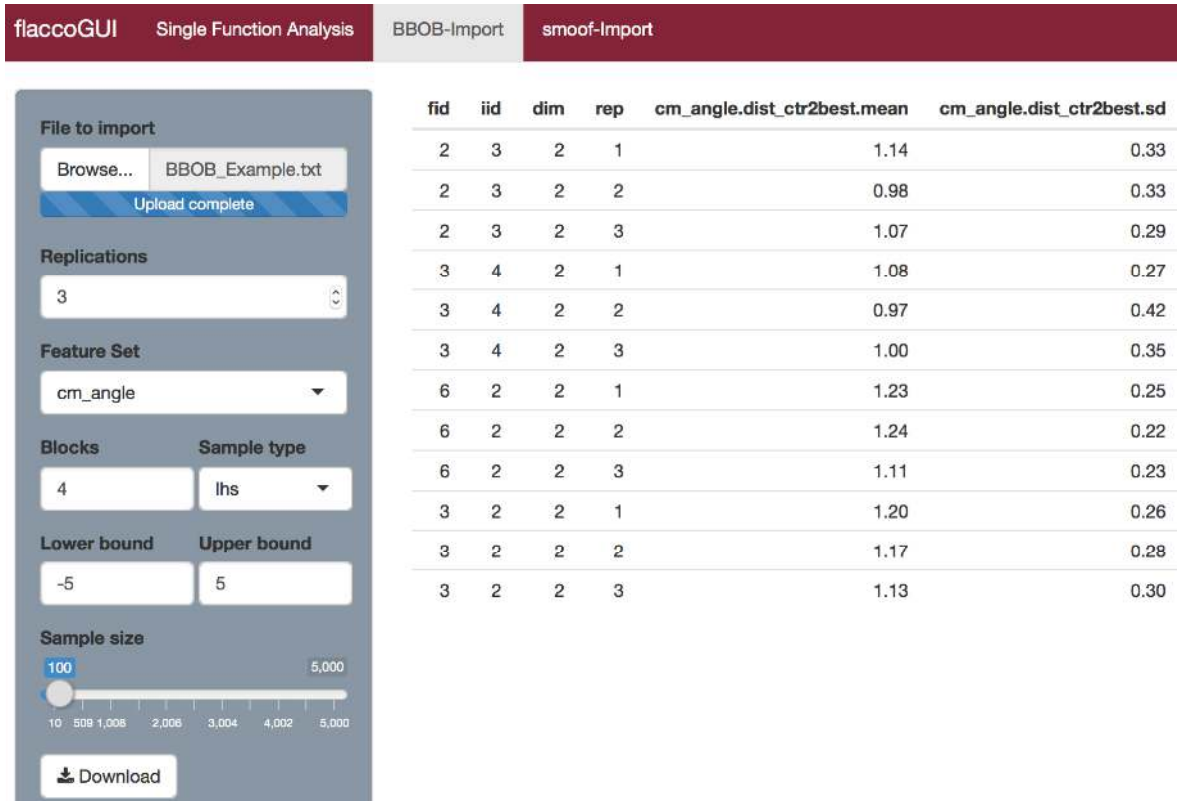 flaccoGUI Single Function Analysis BBOB-Import smoof-Import
File to import
Browse... BBOB_Example.txt
Upload complete
Replications
3
Feature Set
cm_angle
Blocks Sample type
4 lhs
Lower bound Upper bound
-5 5
Sample size
100 5,000
10 509 1,008 2,006 3,004 4,002 5,000
Download
fid iid dim rep cm_angle.dist_ctr2best.mean cm_angle.dist_ctr2best.sd
2 3 2 1 1.14 0.33
2 3 2 2 0.98 0.33
2 3 2 3 1.07 0.29
3 4 2 1 1.08 0.27
3 4 2 2 0.97 0.42
3 4 2 3 1.00 0.35
6 2 2 1 1.23 0.25
6 2 2 2 1.24 0.22
6 2 2 3 1.11 0.23
3 2 2 1 1.20 0.26
3 2 2 2 1.17 0.28
3 2 2 3 1.13 0.30